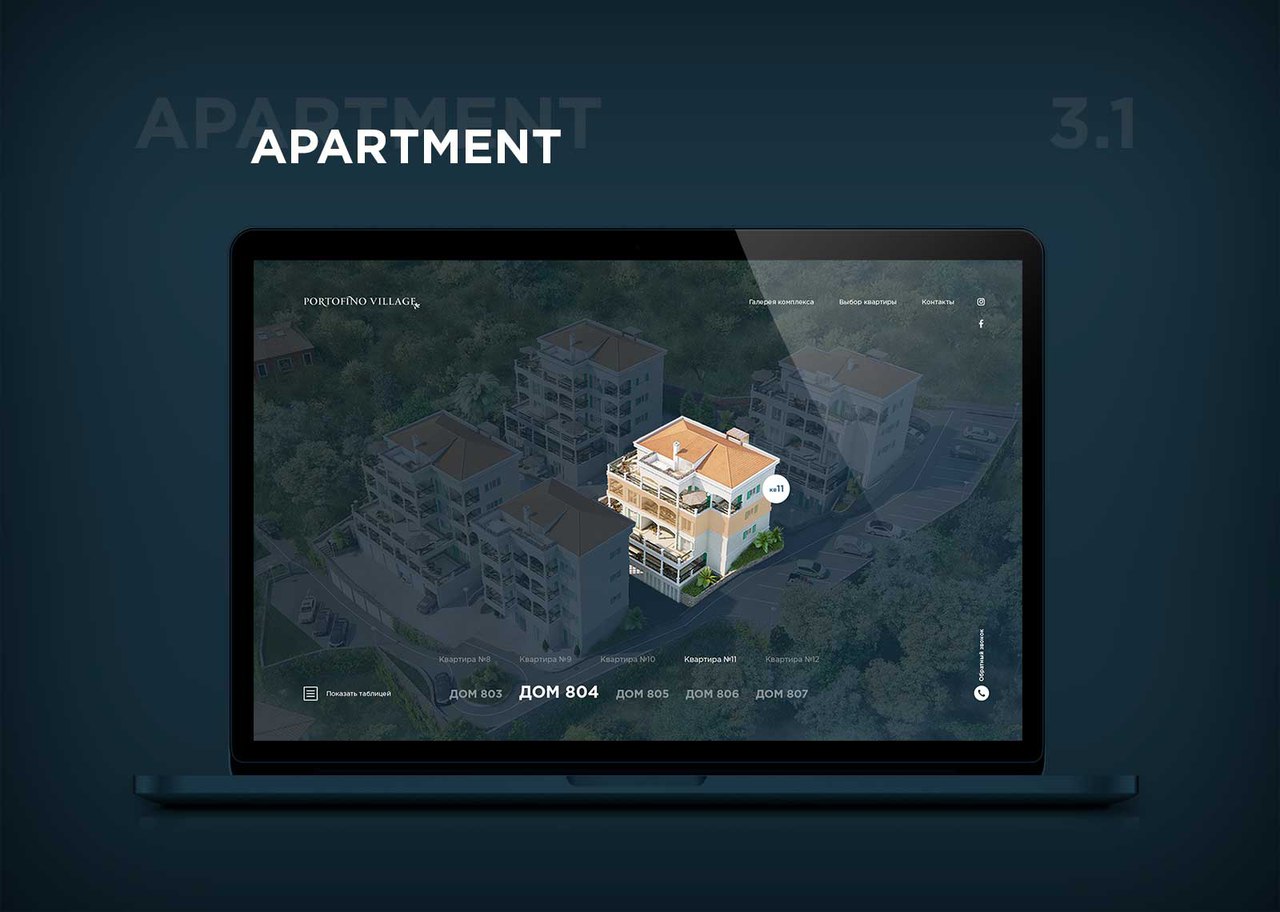 APARTMENT
3.1
APARTMENT
PORTOFINO VILLAGE
Галерея комплекса
Выбор квартиры
Контакты
кв11
Обратный звонок
Квартира №8
Квартира №9
Квартира №10
Квартира №11
Квартира №12
Показать таблицей
ДОМ 803
ДОМ 804
ДОМ 805
ДОМ 806
ДОМ 807